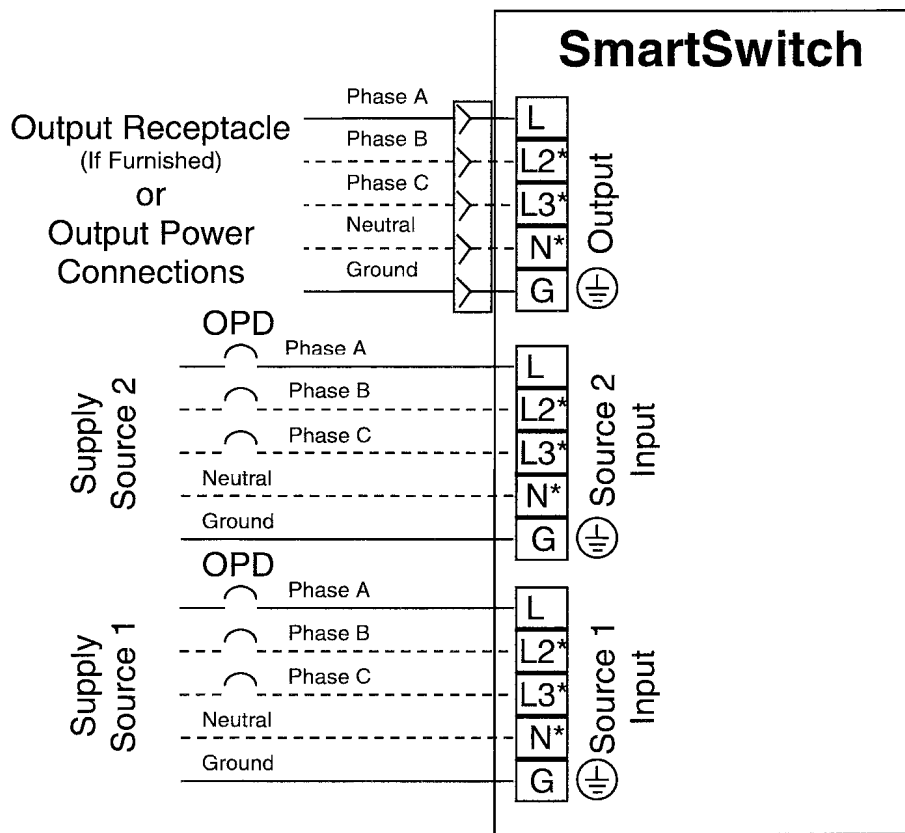 SmartSwitch
Output Receptacle
(If Furnished)
or
Output Power
Connections
Phase A
Phase B
Phase C
Neutral
Ground
L
L2*
L3*
N*
G
Output
Supply
Source 2
OPD
Phase A
Phase B
Phase C
Neutral
Ground
L
L2*
L3*
N*
G
Source 2
Input
Supply
Source 1
OPD
Phase A
Phase B
Phase C
Neutral
Ground
L
L2*
L3*
N*
G
Source 1
Input